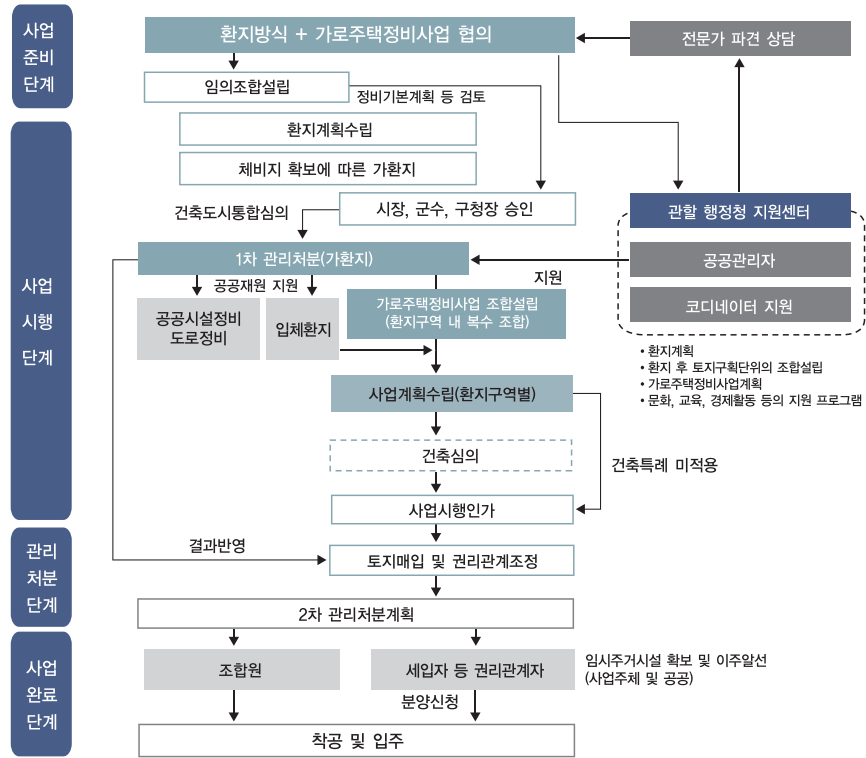 사업
준비
단계
환지방식 + 가로주택정비사업 협의
전문가 파견 상담
임의조합설립
정비기본계획 등 검토
환지계획수립
체비지 확보에 따른 가환지
시장, 군수, 구청장 승인
건축도시통합심의
관할 행정청 지원센터
사업
시행
단계
1차 관리처분(가환지)
공공관리자
지원
공공재원 지원
코디네이터 지원
공공시설정비
도로정비
입체환지
가로주택정비사업 조합설립
(환지구역 내 복수 조합)
• 환지계획
• 환지 후 토지구획단위의 조합설립
• 가로주택정비사업계획
• 문화, 교육, 경제활동 등의 지원 프로그램
사업계획수립(환지구역별)
건축심의
건축특례 미적용
사업시행인가
관리
처분
단계
결과반영
토지매입 및 권리관계조정
2차 관리처분계획
사업
완료
단계
조합원
세입자 등 권리관계자
임시주거시설 확보 및 이주알선
(사업주체 및 공공)
분양신청
착공 및 입주